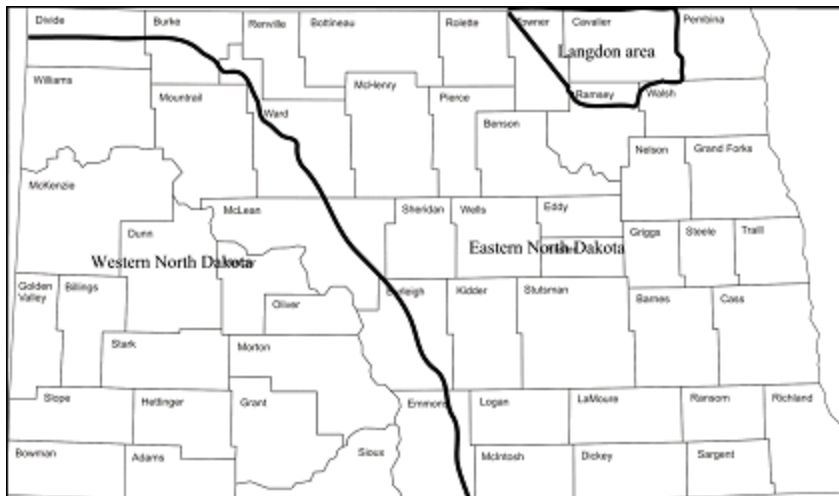 Divide
Burke
Renville
Bottineau
Rolette
Towner
Cavalier
Pembina
Langdon area
Williams
Mountrail
Ward
McHenry
Pierce
Ramsey
Walsh
Benson
Nelson
Grand Forks
McKenzie
Dunn
McLean
Sheridan
Wells
Eddy
Griggs
Steele
Traill
Western North Dakota
Eastern North Dakota
Golden
Valley
Billings
Oliver
Burleigh
Kidder
Stutsman
Barnes
Cass
Stark
Morton
Slope
Hettinger
Grant
Emmons
Logan
LaMoure
Ransom
Richland
Bowman
Adams
Sioux
McIntosh
Dickey
Sargent